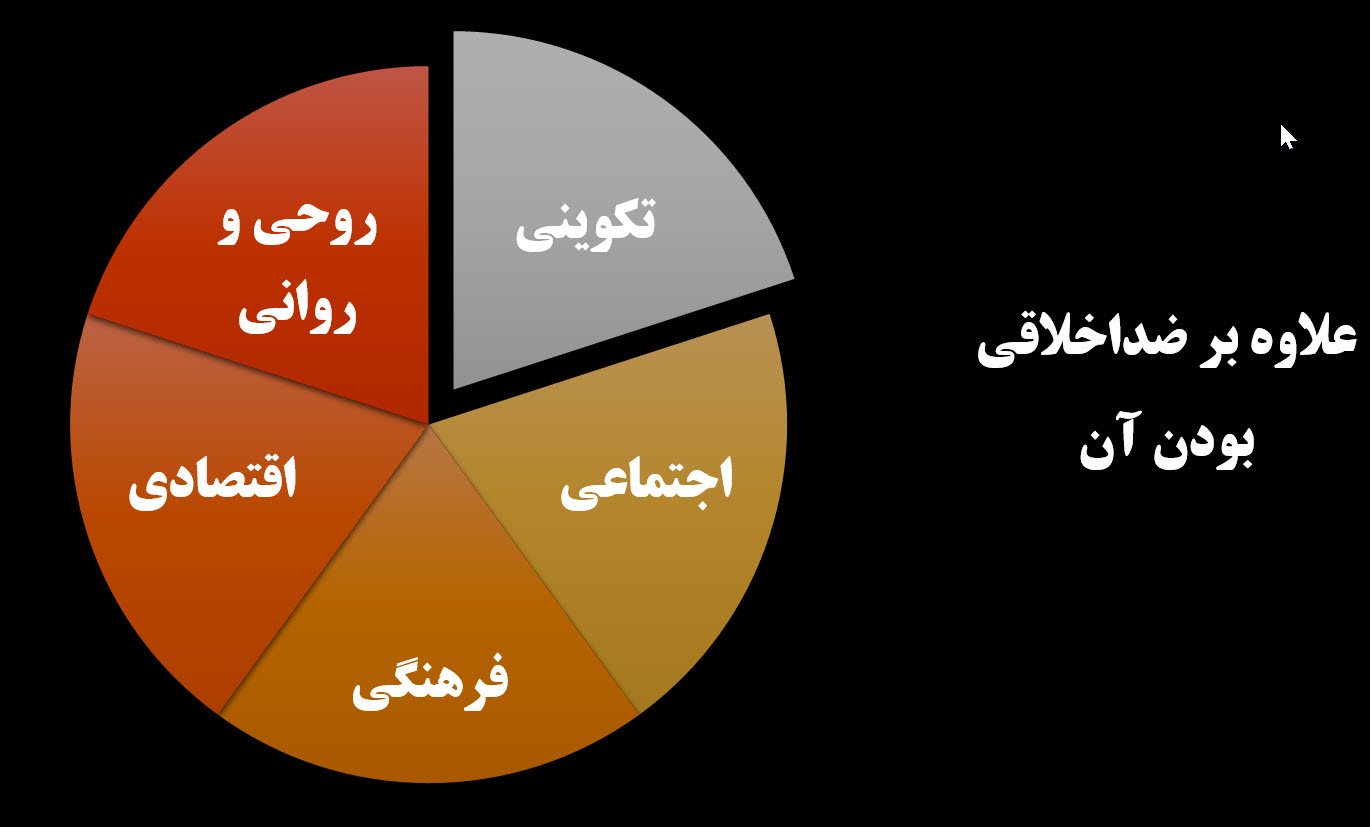 علاوه بر ضداخلاقی
بودن آن
تکوینی
اجتماعی
فرهنگی
اقتصادی
روحی و
روانی